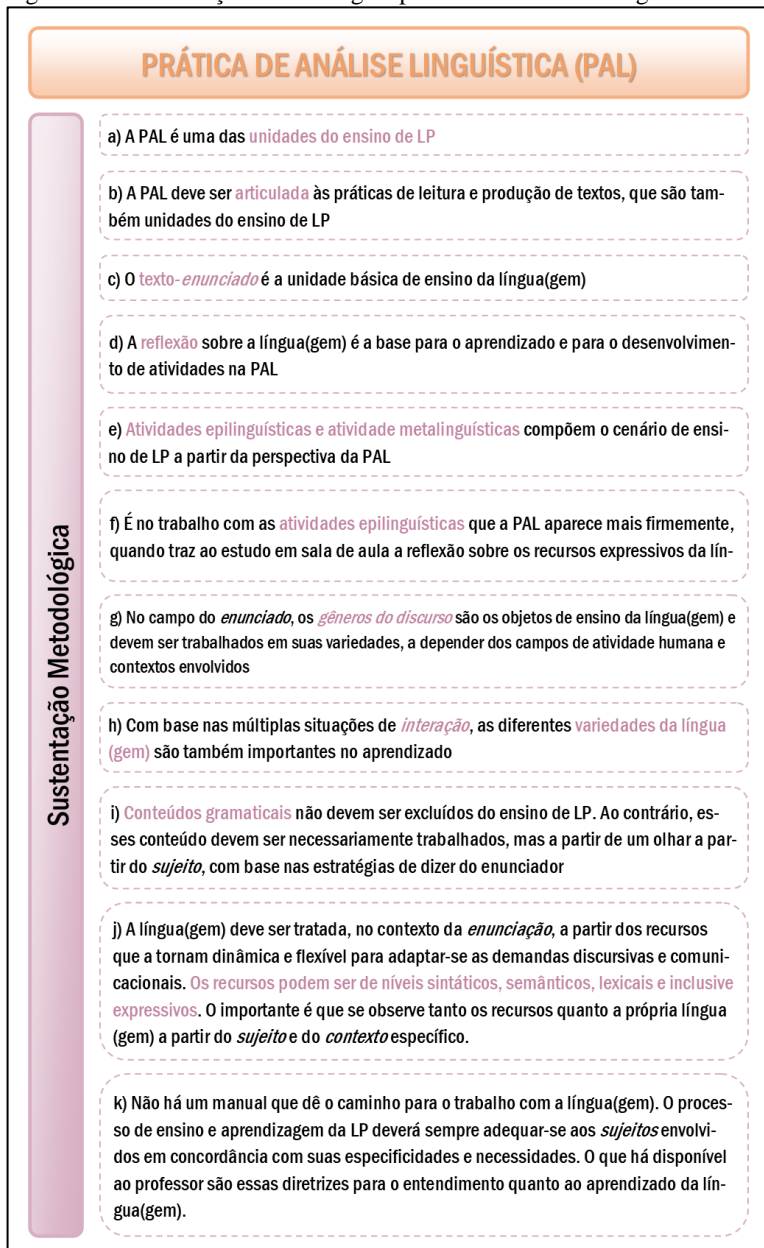 PRÁTICA DE ANÁLISE LINGUÍSTICA (PAL)
Sustentação Metodológica
a) A PAL é uma das unidades do ensino de LP
b) A PAL deve ser articulada às práticas de leitura e produção de textos, que são tam-
bém unidades do ensino de LP
c) O texto-enunciado é a unidade básica de ensino da língua(gem)
d) A reflexão sobre a língua(gem) é a base para o aprendizado e para o desenvolvimen-
to de atividades na PAL
e) Atividades epilinguísticas e atividade metalinguísticas compõem o cenário de ensi-
no de LP a partir da perspectiva da PAL
f) É no trabalho com as atividades epilinguísticas que a PAL aparece mais firmemente,
quando traz ao estudo em sala de aula a reflexão sobre os recursos expressivos da lín-
g) No campo do enunciado, os gêneros do discurso são os objetos de ensino da língua(gem) e
devem ser trabalhados em suas variedades, a depender dos campos de atividade humana e
contextos envolvidos
h) Com base nas múltiplas situações de interação, as diferentes variedades da língua
(gem) são também importantes no aprendizado
i) Conteúdos gramaticais não devem ser excluídos do ensino de LP. Ao contrário, es-
ses conteúdo devem ser necessariamente trabalhados, mas a partir de um olhar a par-
tir do sujeito, com base nas estratégias de dizer do enunciador
j) A língua(gem) deve ser tratada, no contexto da enunciação, a partir dos recursos
que a tornam dinâmica e flexível para adaptar-se as demandas discursivas e comuni-
cacionais. Os recursos podem ser de níveis sintáticos, semânticos, lexicais e inclusive
expressivos. O importante é que se observe tanto os recursos quanto a própria língua
(gem) a partir do sujeito e do contexto específico.
k) Não há um manual que dê o caminho para o trabalho com a língua(gem). O proces-
so de ensino e aprendizagem da LP deverá sempre adequar-se aos sujeitos envolvi-
dos em concordância com suas especificidades e necessidades. O que há disponível
ao professor são essas diretrizes para o entendimento quanto ao aprendizado da lín-
gua(gem).